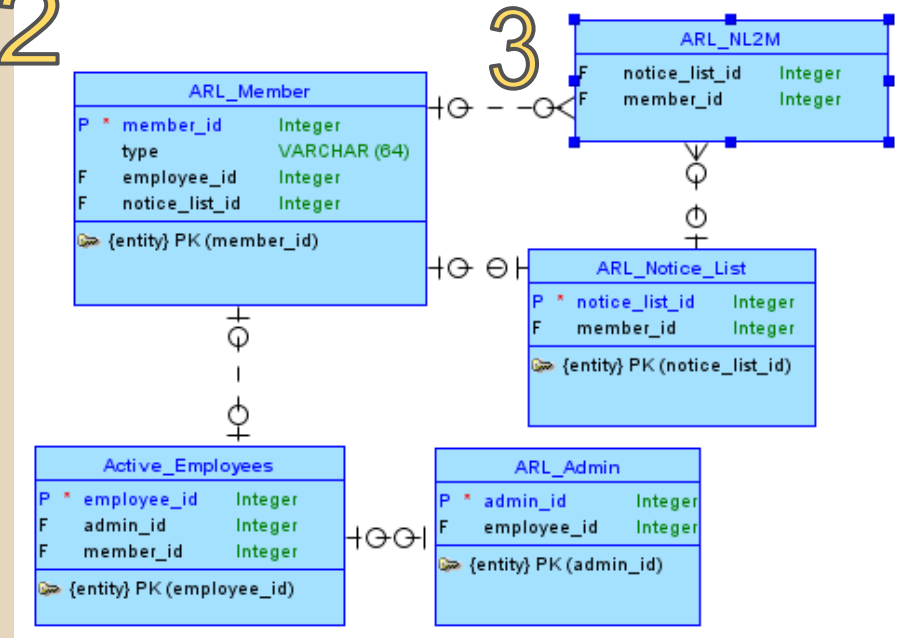 2
3
ARL_NL2M
F notice_list_id Integer
F member_id Integer
ARL_Member
P * member_id Integer
type VARCHAR (64)
F employee_id Integer
F notice_list_id Integer
{entity} PK (member_id)
ARL_Notice_List
P * notice_list_id Integer
F member_id Integer
{entity} PK (notice_list_id)
Active_Employees
P * employee_id Integer
F admin_id Integer
F member_id Integer
{entity} PK (employee_id)
ARL_Admin
P * admin_id Integer
F employee_id Integer
{entity} PK (admin_id)